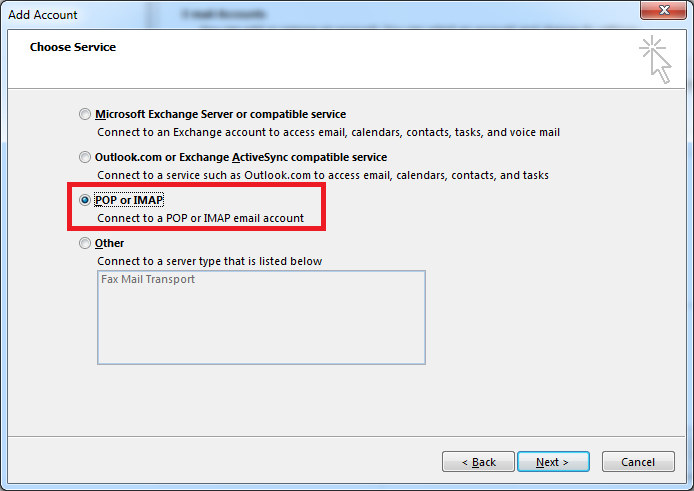 Add Account
Choose Service
Microsoft Exchange Server or compatible service
Connect to an Exchange account to access email, calendars, contacts, tasks, and voice mail
Outlook.com or Exchange ActiveSync compatible service
Connect to a service such as Outlook.com to access email, calendars, contacts, and tasks
POP or IMAP
Connect to a POP or IMAP email account
Other
Connect to a server type that is listed below
Fax Mail Transport
< Back
Next >
Cancel